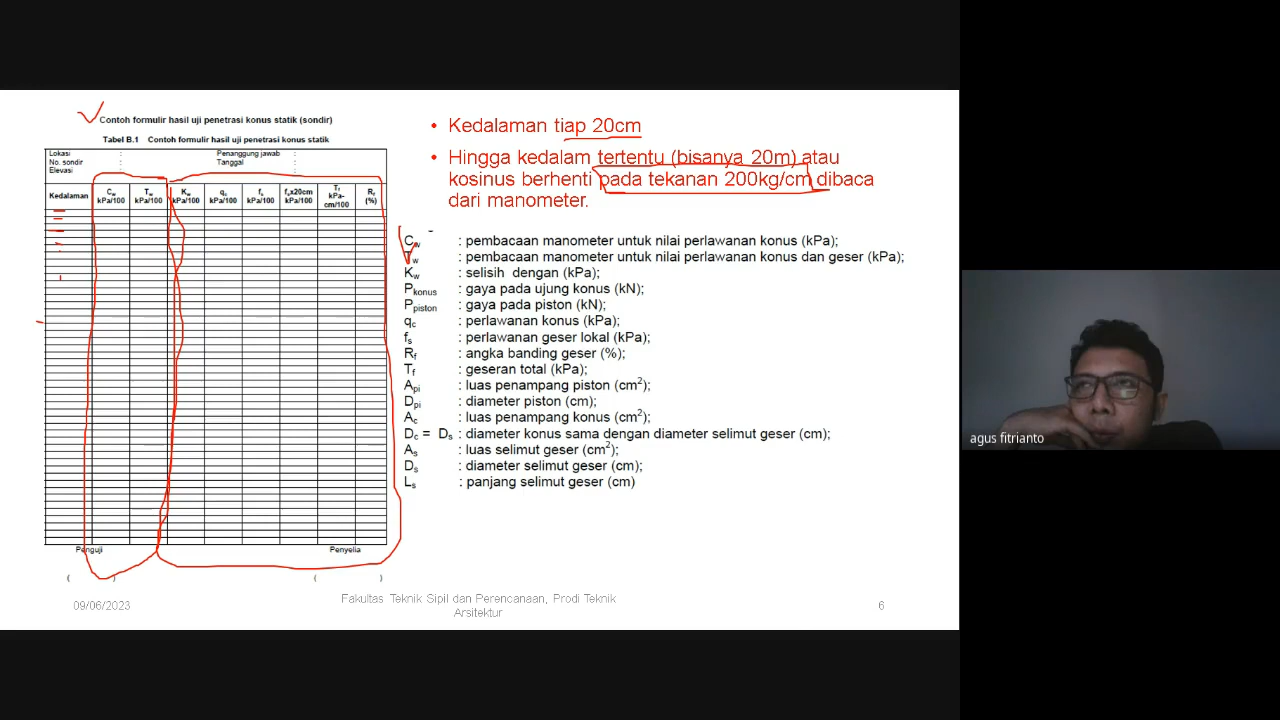 Contoh formulir hasil uji penetrasi konus statik (sondir)
Tabel B.1 Contoh formulir hasil uji penetrasi konus statik
Lokasi : Penanggung jawab :
No. sondir : Tanggal :
Elevasi :
Kedalaman Cw kPa/100 Tw kPa/100 Kw kPa/100 qc kPa/100 fs kPa/100 fsx20cm kPa/100 Tf kPa-cm/100 Rf (%)
Penguji Penyelia
( ) ( )
• Kedalaman tiap 20cm
• Hingga kedalam tertentu (bisanya 20m) atau
kosinus berhenti pada tekanan 200kg/cm dibaca
dari manometer.
Cw : pembacaan manometer untuk nilai perlawanan konus (kPa);
Tw : pembacaan manometer untuk nilai perlawanan konus dan geser (kPa);
Kw : selisih dengan (kPa);
Pkonus : gaya pada ujung konus (kN);
Ppiston : gaya pada piston (kN);
qc : perlawanan konus (kPa);
fs : perlawanan geser lokal (kPa);
Rf : angka banding geser (%);
Tf : geseran total (kPa);
Api : luas penampang piston (cm2);
Dpi : diameter piston (cm);
Ac : luas penampang konus (cm2);
Dc = Ds : diameter konus sama dengan diameter selimut geser (cm);
As : luas selimut geser (cm2);
Ds : diameter selimut geser (cm);
Ls : panjang selimut geser (cm)
09/06/2023
Fakultas Teknik Sipil dan Perencanaan, Prodi Teknik
Arsitektur
6
agus fitrianto